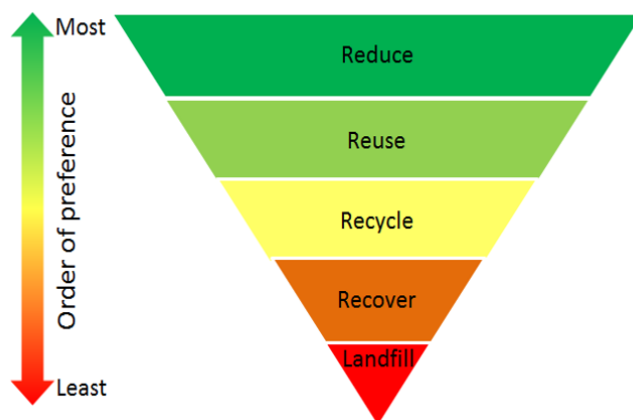 Most
Order of preference
Least
Reduce
Reuse
Recycle
Recover
Landfill